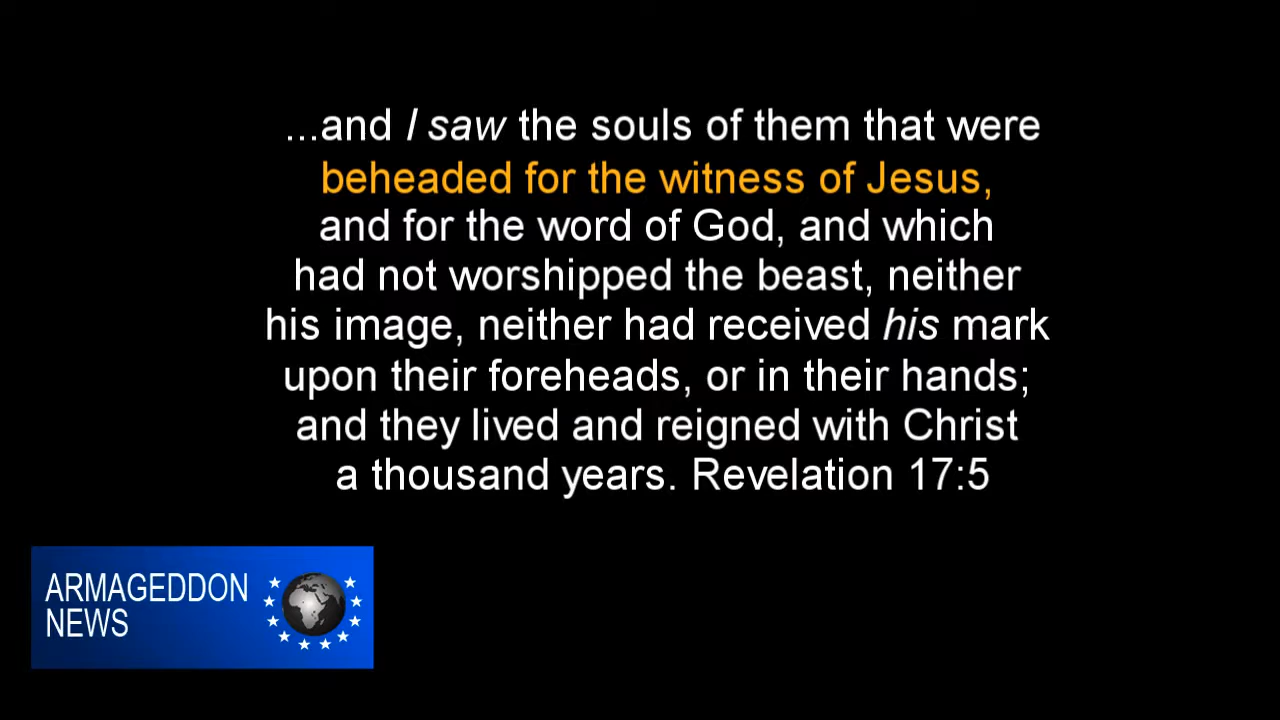 ...and I saw the souls of them that were
beheaded for the witness of Jesus,
and for the word of God, and which
had not worshipped the beast, neither
his image, neither had received his mark
upon their foreheads, or in their hands;
and they lived and reigned with Christ
a thousand years. Revelation 17:5
ARMAGEDDON
NEWS